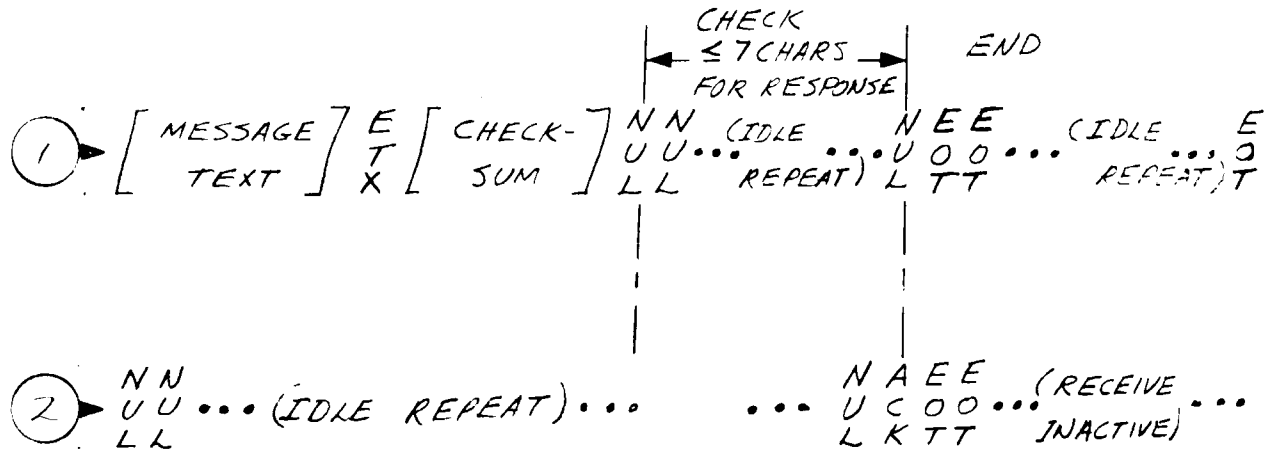 CHECK
≤ 7 CHARS
FOR RESPONSE
END
1 [MESSAGE TEXT] ETX [CHECK-SUM] NUL NUL ••• (IDLE REPEAT) ••• NUL EOT EOT ••• (IDLE REPEAT) ••• EOT
2 NUL NUL ••• (IDLE REPEAT) ••• ••• NUL ACK EOT EOT ••• (RECEIVE INACTIVE) •••